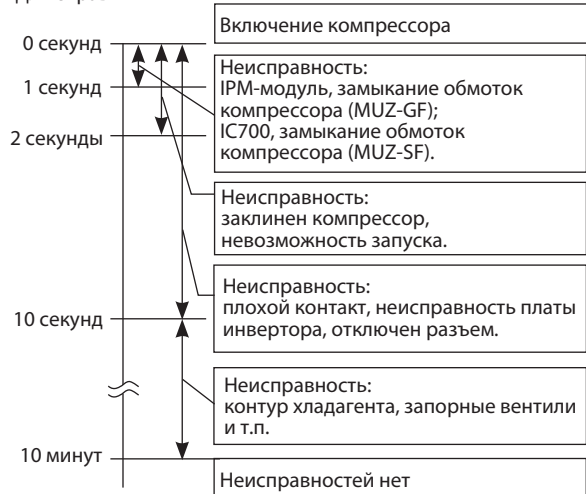 Включение компрессора
0 секунд
Неисправность:
1 секунд
IPM-модуль, замыкание обмоток
компрессора (MUZ-GF);
2 секунды
IC700, замыкание обмоток
компрессора (MUZ-SF).
Неисправность:
заклинен компрессор,
невозможность запуска.
Неисправность:
плохой контакт, неисправность платы
инвертора, отключен разъем.
10 секунд
Неисправность:
контур хладагента, запорные вентили
и т.п.
10 минут
Неисправностей нет